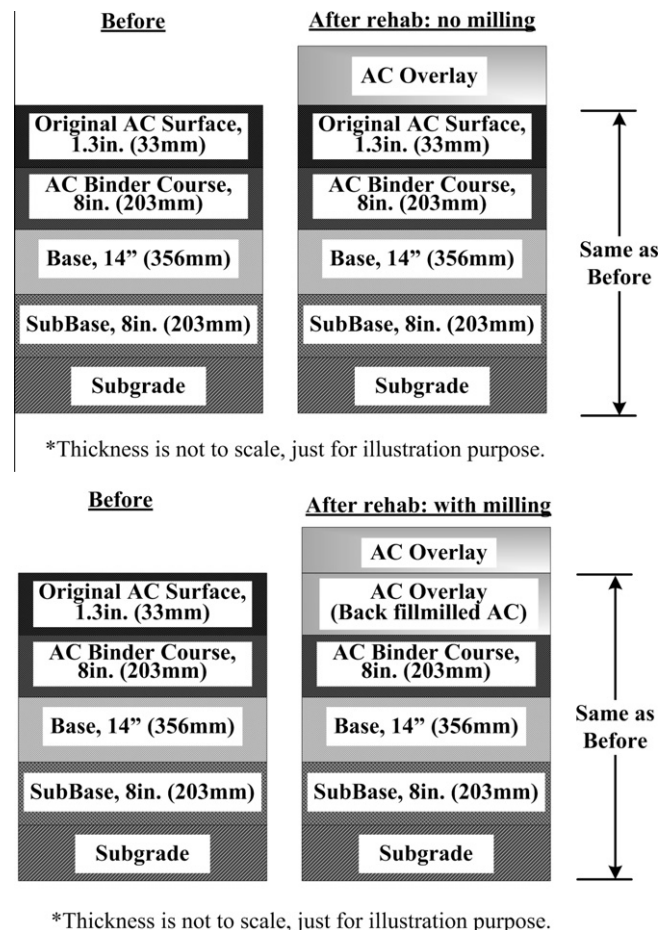 Before
After rehab: no milling
AC Overlay
Original AC Surface,
1.3in. (33mm)
AC Binder Course,
8in. (203mm)
Base, 14” (356mm)
SubBase, 8in. (203mm)
Subgrade
Original AC Surface,
1.3in. (33mm)
AC Binder Course,
8in. (203mm)
Base, 14” (356mm)
SubBase, 8in. (203mm)
Subgrade
Same as
Before
*Thickness is not to scale, just for illustration purpose.
Before
After rehab: with milling
AC Overlay
Original AC Surface,
1.3in. (33mm)
AC Binder Course,
8in. (203mm)
Base, 14” (356mm)
SubBase, 8in. (203mm)
Subgrade
AC Overlay
(Back fillmilled AC)
AC Binder Course,
8in. (203mm)
Base, 14” (356mm)
SubBase, 8in. (203mm)
Subgrade
Same as
Before
*Thickness is not to scale, just for illustration purpose.